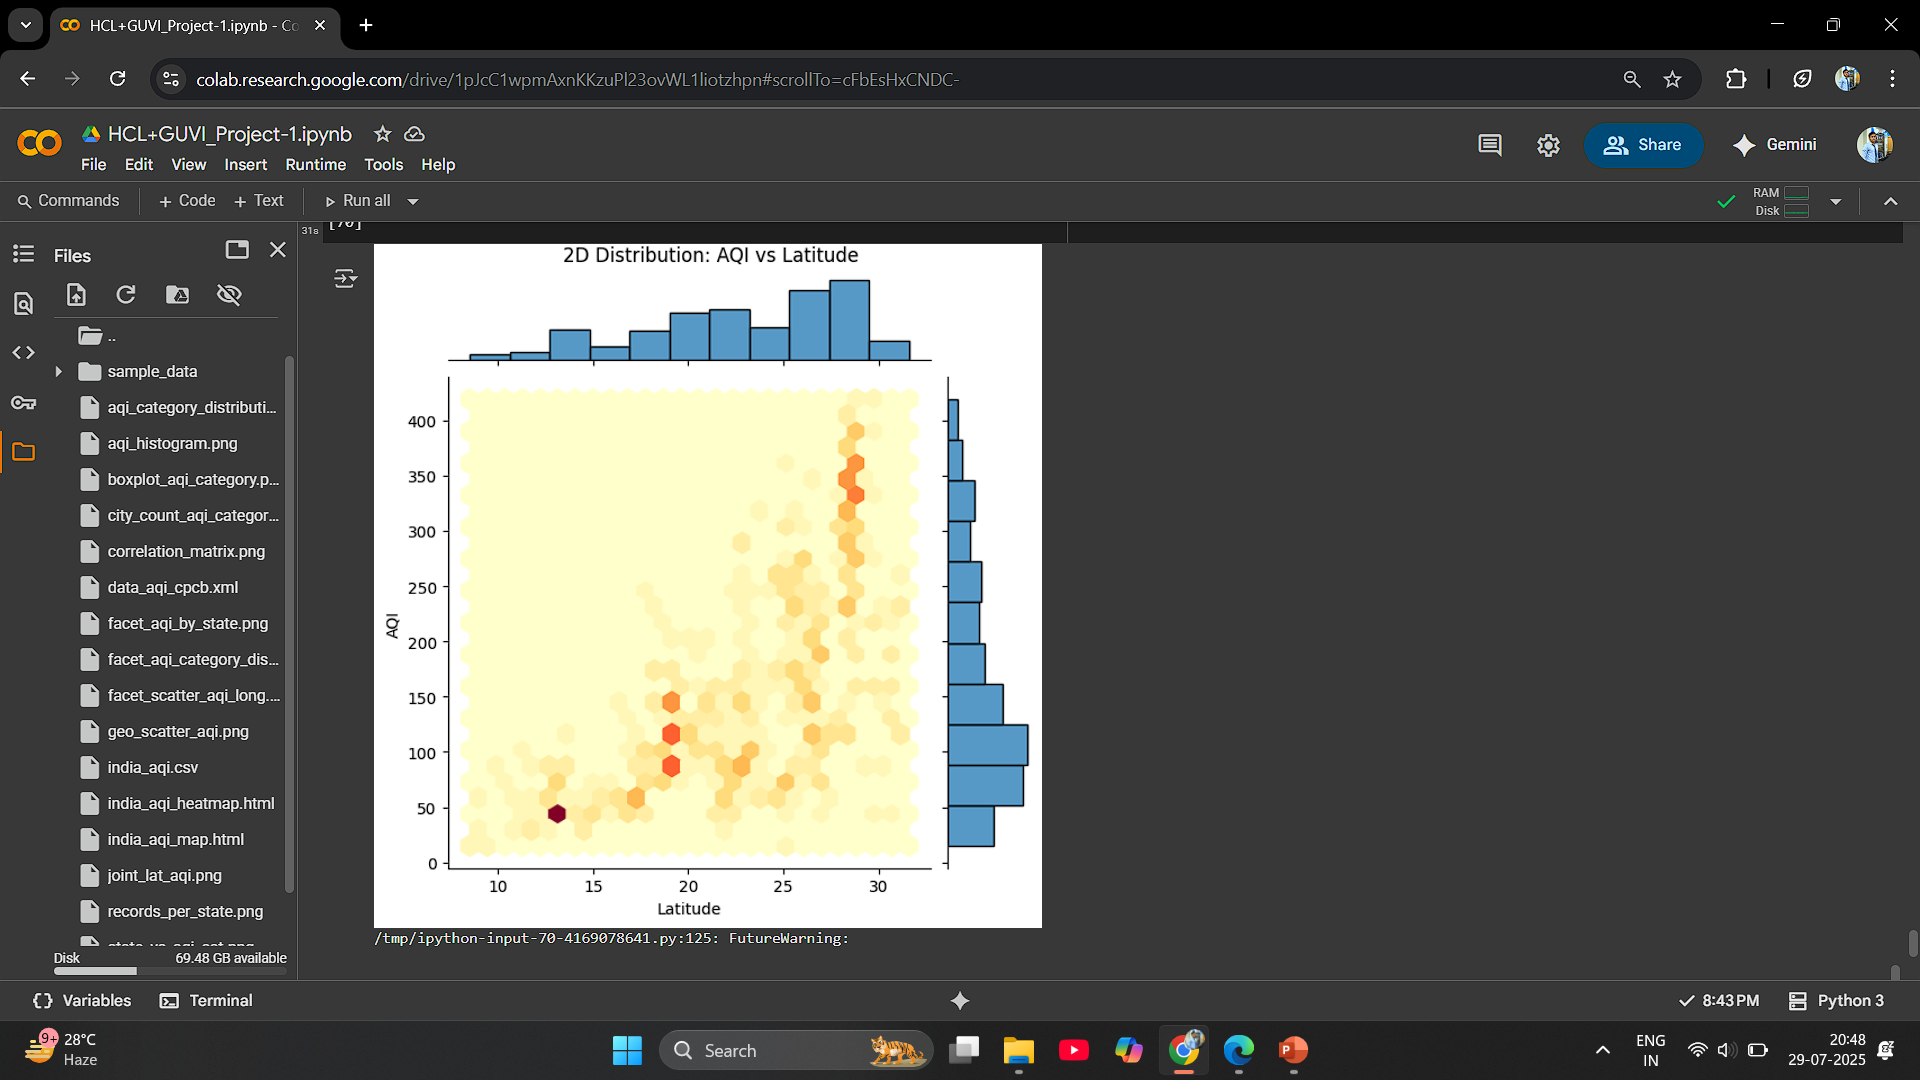 HCL+GUVI_Project-1.ipynb - Co
colab.research.google.com/drive/1pJcC1wpmAxnKKzuPl23ovWL1liotzhpn#scrollTo=cFbEsHxCNDC-
HCL+GUVI_Project-1.ipynb
File Edit View Insert Runtime Tools Help
Share
Gemini
Commands + Code + Text Run all
RAM
Disk
Files
..
sample_data
aqi_category_distributi...
aqi_histogram.png
boxplot_aqi_category.p...
city_count_aqi_categor...
correlation_matrix.png
data_aqi_cpcb.xml
facet_aqi_by_state.png
facet_aqi_category_dis...
facet_scatter_aqi_long....
geo_scatter_aqi.png
india_aqi.csv
india_aqi_heatmap.html
india_aqi_map.html
joint_lat_aqi.png
records_per_state.png
Disk 69.48 GB available
31s
[70]
2D Distribution: AQI vs Latitude
400
350
300
250
200
150
100
50
0
AQI
10 15 20 25 30
Latitude
/tmp/ipython-input-70-4169078641.py:125: FutureWarning:
Variables Terminal
8:43 PM Python 3
9+
28°C
Haze
Search
ENG
IN
20:48
29-07-2025